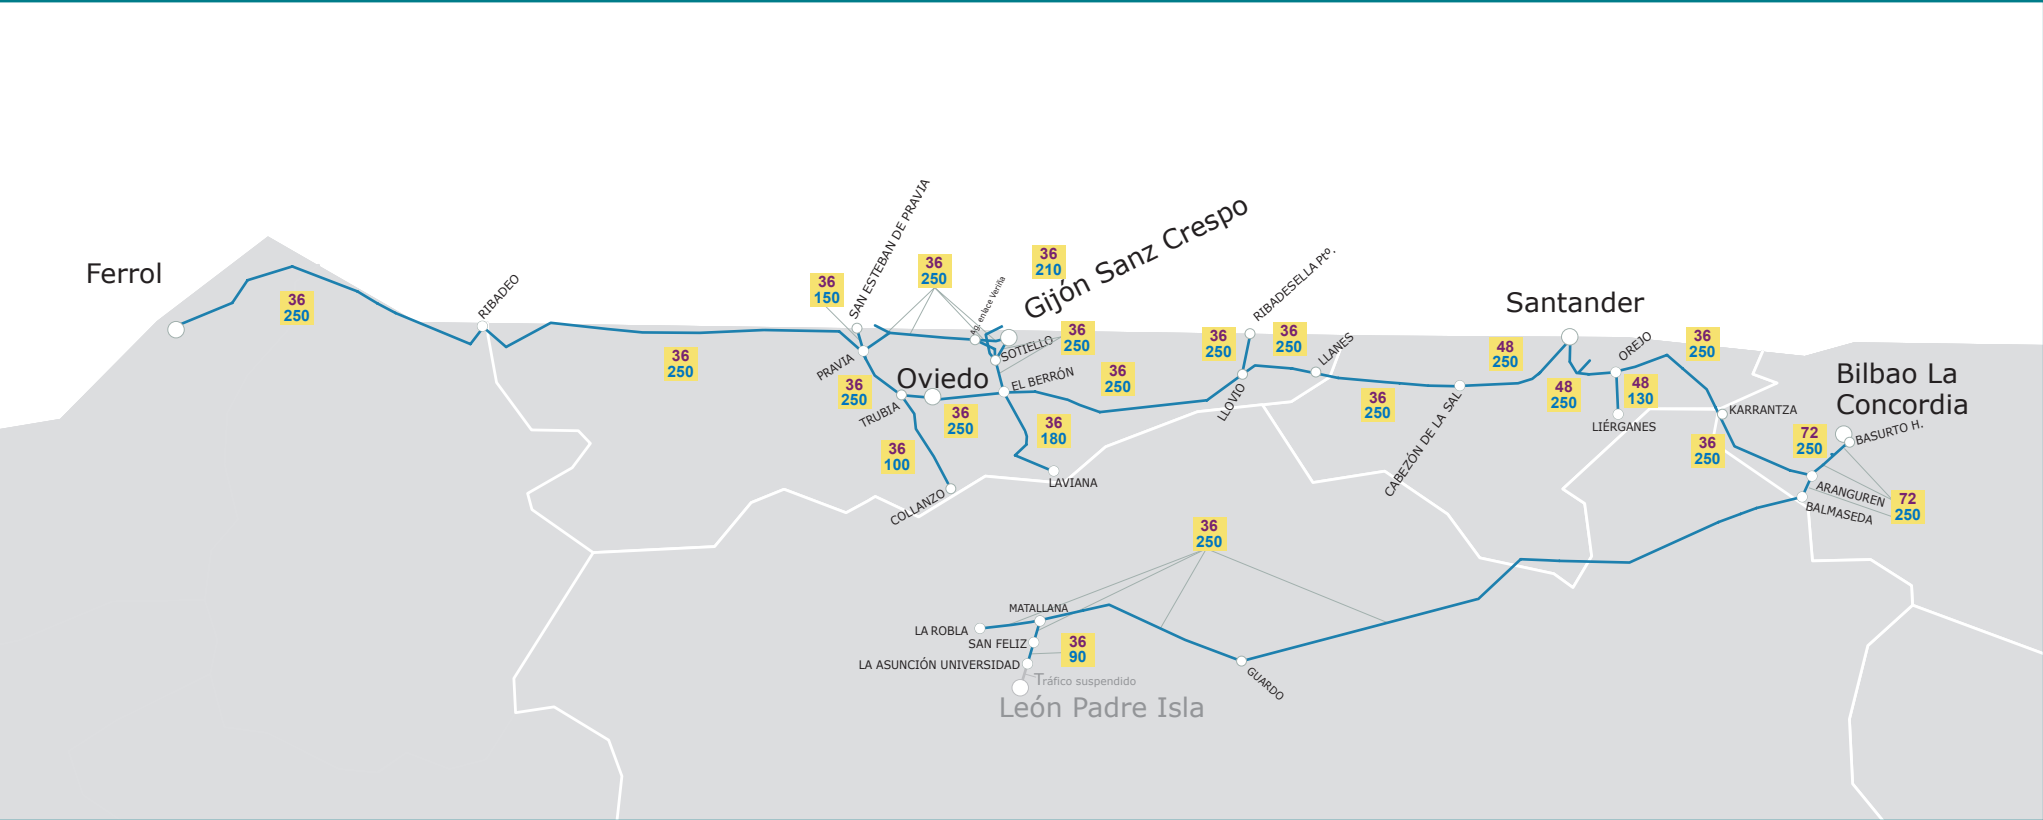 Ferrol
36
250
RIBADEO
36
250
36
150
SAN ESTEBAN DE PRAVIA
36
250
Ag. enlace Veriña
36
210
Gijón Sanz Crespo
PRAVIA
36
250
TRUBIA
Oviedo
36
250
36
100
COLLANZO
SOTIELLO
36
250
EL BERRÓN
36
250
36
180
LAVIANA
36
250
RIBADESELLA Ptº.
36
250
LLOVIO
LLANES
36
250
CABEZÓN DE LA SAL
48
250
Santander
48
250
OREJO
48
130
LIÉRGANES
36
250
KARRANTZA
36
250
Bilbao La
Concordia
72
250
BASURTO H.
ARANGUREN
BALMASEDA
72
250
36
250
MATALLANA
LA ROBLA
SAN FELIZ
36
90
LA ASUNCIÓN UNIVERSIDAD
Tráfico suspendido
León Padre Isla
GUARDO